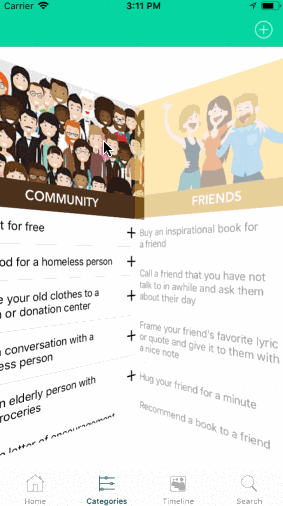 Carrier
3:11 PM
COMMUNITY
t for free
od for a homeless person
e your old clothes to a
n or donation center
conversation with a
ess person
n elderly person with
roceries
letter of encouragement
FRIENDS
Buy an inspirational book for
a friend
Call a friend that you have not
talk to in awhile and ask them
about their day
Frame your friend's favorite lyric
or quote and give it to them with
a nice note
Hug your friend for a minute
Recommend a book to a friend
Home
Categories
Timeline
Search